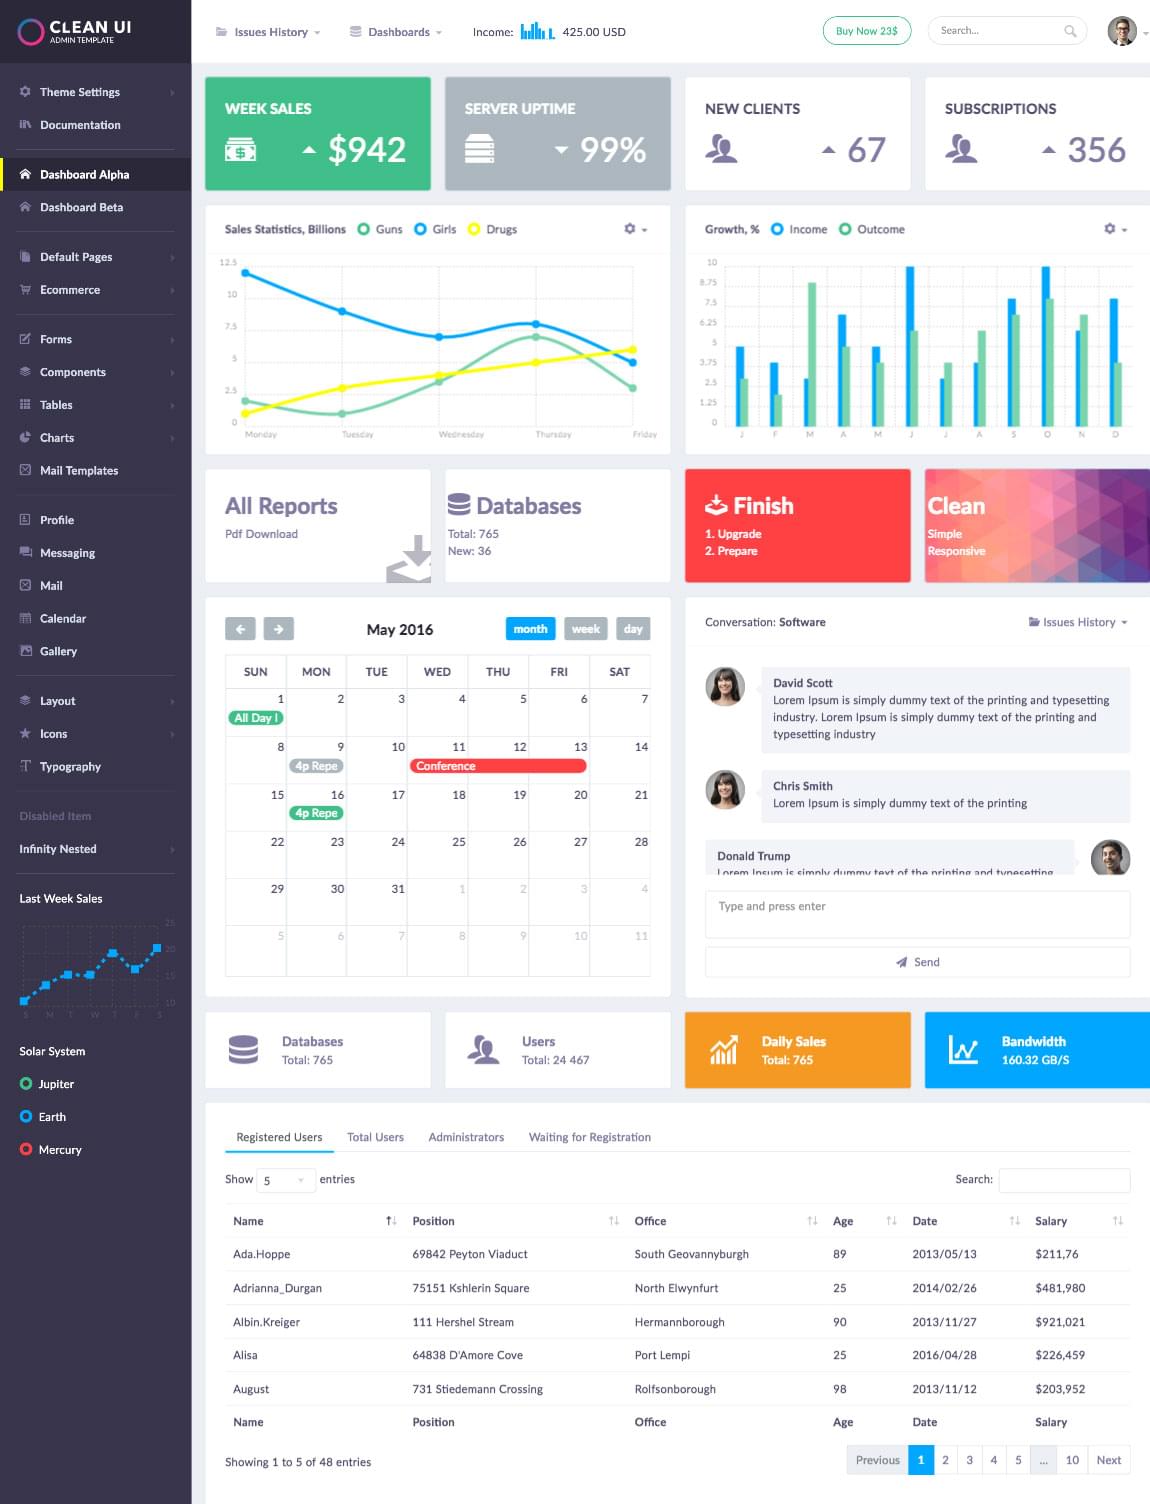 CLEAN UI
ADMIN TEMPLATE
Issues History
Dashboards
Income: 425.00 USD
Buy Now 23$
Search...
Theme Settings
Documentation
Dashboard Alpha
Dashboard Beta
Default Pages
Ecommerce
Forms
Components
Tables
Charts
Mail Templates
Profile
Messaging
Mail
Calendar
Gallery
Layout
Icons
Typography
Disabled Item
Infinity Nested
Last Week Sales
25
20
15
10
S M T W T F S
Solar System
Jupiter
Earth
Mercury
WEEK SALES
$942
SERVER UPTIME
99%
NEW CLIENTS
67
SUBSCRIPTIONS
356
Sales Statistics, Billions Guns Girls Drugs
12.5
10
7.5
5
2.5
0
Monday Tuesday Wednesday Thursday Friday
Growth, % Income Outcome
10
8.75
7.5
6.25
5
3.75
2.5
1.25
0
J F M A M J J A S O N D
All Reports
Pdf Download
Databases
Total: 765
New: 36
Finish
1. Upgrade
2. Prepare
Clean
Simple
Responsive
May 2016
month week day
SUN MON TUE WED THU FRI SAT
1 2 3 4 5 6 7
All Day
8 9 10 11 12 13 14
4p Repe Conference
15 16 17 18 19 20 21
4p Repe
22 23 24 25 26 27 28
29 30 31 1 2 3 4
5 6 7 8 9 10 11
Conversation: Software
Issues History
David Scott
Lorem Ipsum is simply dummy text of the printing and typesetting
industry. Lorem Ipsum is simply dummy text of the printing and
typesetting industry
Chris Smith
Lorem Ipsum is simply dummy text of the printing
Donald Trump
Lorem Ipsum is simply dummy text of the printing and typesetting
Type and press enter
Send
Databases
Total: 765
Users
Total: 24 467
Daily Sales
Total: 765
Bandwidth
160.32 GB/S
Registered Users Total Users Administrators Waiting for Registration
Show 5 entries
Search:
Name Position Office Age Date Salary
Ada.Hoppe 69842 Peyton Viaduct South Geovannyburgh 89 2013/05/13 $211,76
Adrianna_Durgan 75151 Kshlerin Square North Elwynfurt 25 2014/02/26 $481,980
Albin.Kreiger 111 Hershel Stream Hermannborough 90 2013/11/27 $921,021
Alisa 64838 D'Amore Cove Port Lempi 25 2016/04/28 $226,459
August 731 Stiedemann Crossing Rolfsonborough 98 2013/11/12 $203,952
Name Position Office Age Date Salary
Showing 1 to 5 of 48 entries
Previous 1 2 3 4 5 ... 10 Next